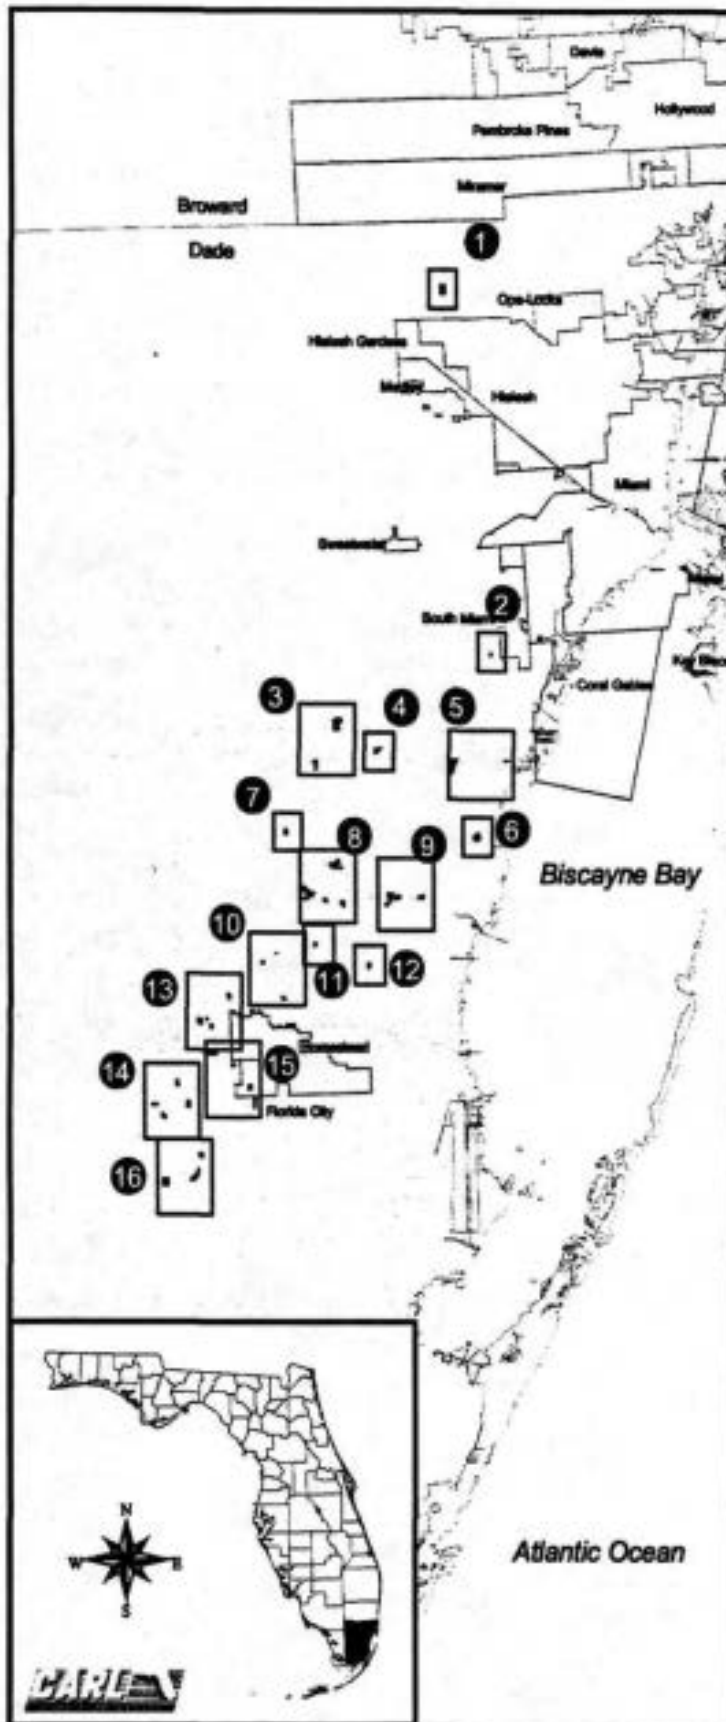 Davie
Hollywood
Pembroke Pines
Miramar
Broward
Dade
1
Opa-Locka
Hialeah Gardens
Medley
Hialeah
Miami
Sweetwater
2
South Miami
Coral Gables
3
4
5
7
8
9
6
Biscayne Bay
10
11
12
13
Homestead
14
15
Florida City
16
N
W
E
S
Atlantic Ocean
CARL